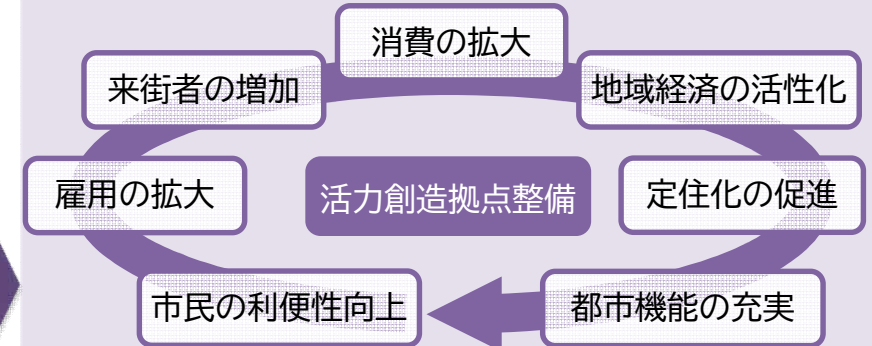 消費の拡大
来街者の増加
地域経済の活性化
雇用の拡大
活力創造拠点整備
定住化の促進
市民の利便性向上
都市機能の充実